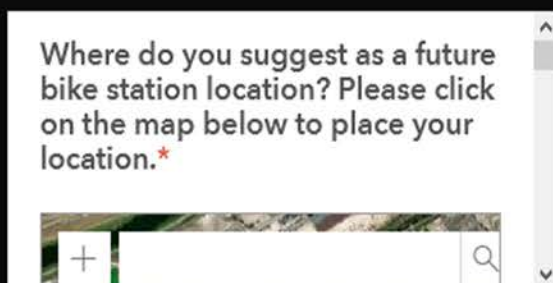 Where do you suggest as a future
bike station location? Please click
on the map below to place your
location.*